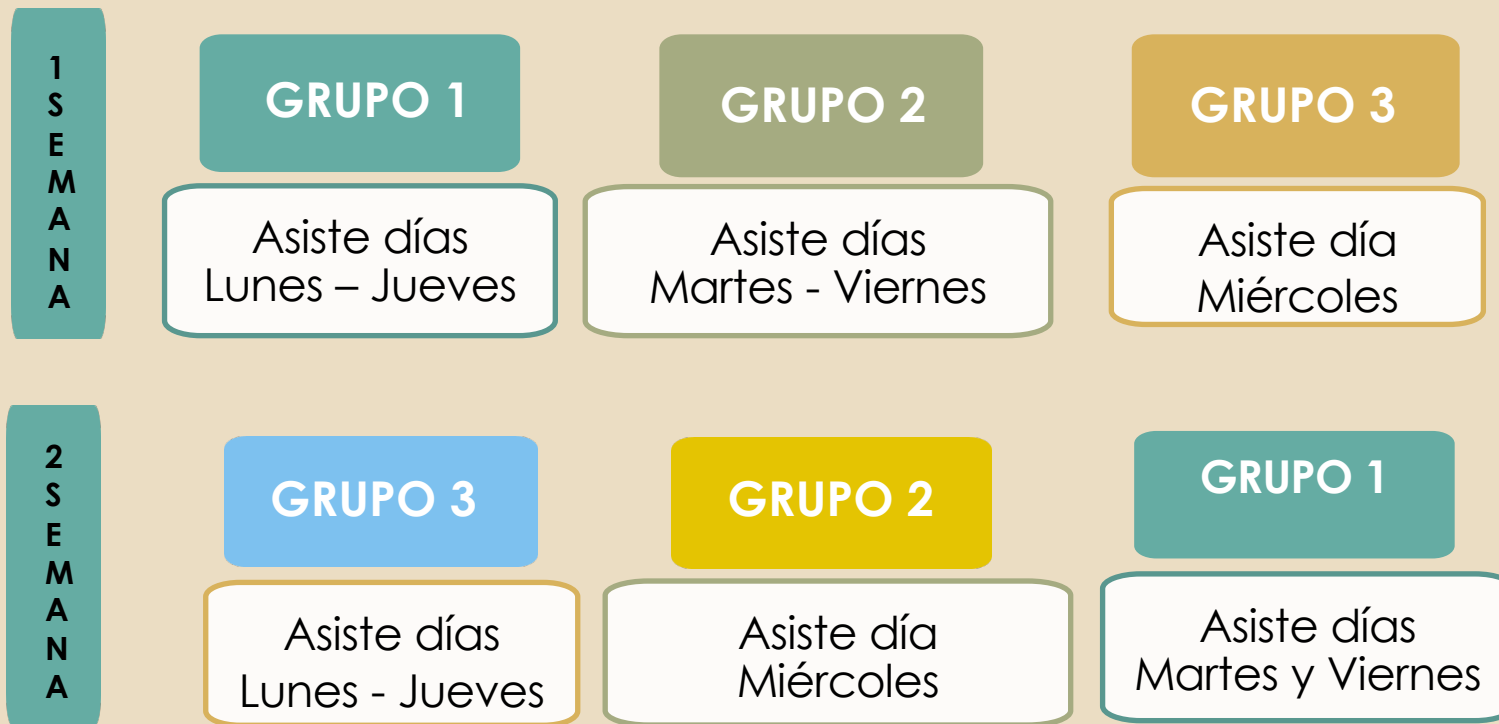 1
S
E
M
A
N
A
GRUPO 1
Asiste días
Lunes – Jueves
GRUPO 2
Asiste días
Martes - Viernes
GRUPO 3
Asiste día
Miércoles
2
S
E
M
A
N
A
GRUPO 3
Asiste días
Lunes - Jueves
GRUPO 2
Asiste día
Miércoles
GRUPO 1
Asiste días
Martes y Viernes